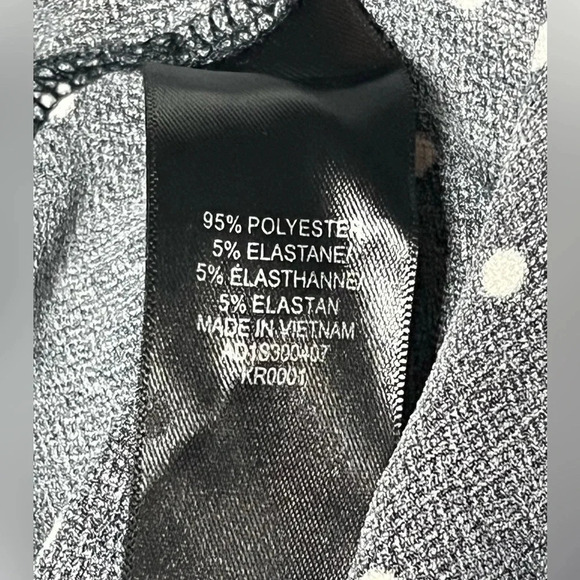 95% POLYESTER
5% ELASTANE/
5% ÉLASTHANNE/
5% ELASTAN
MADE IN VIETNAM
AD1S300407
KR0001